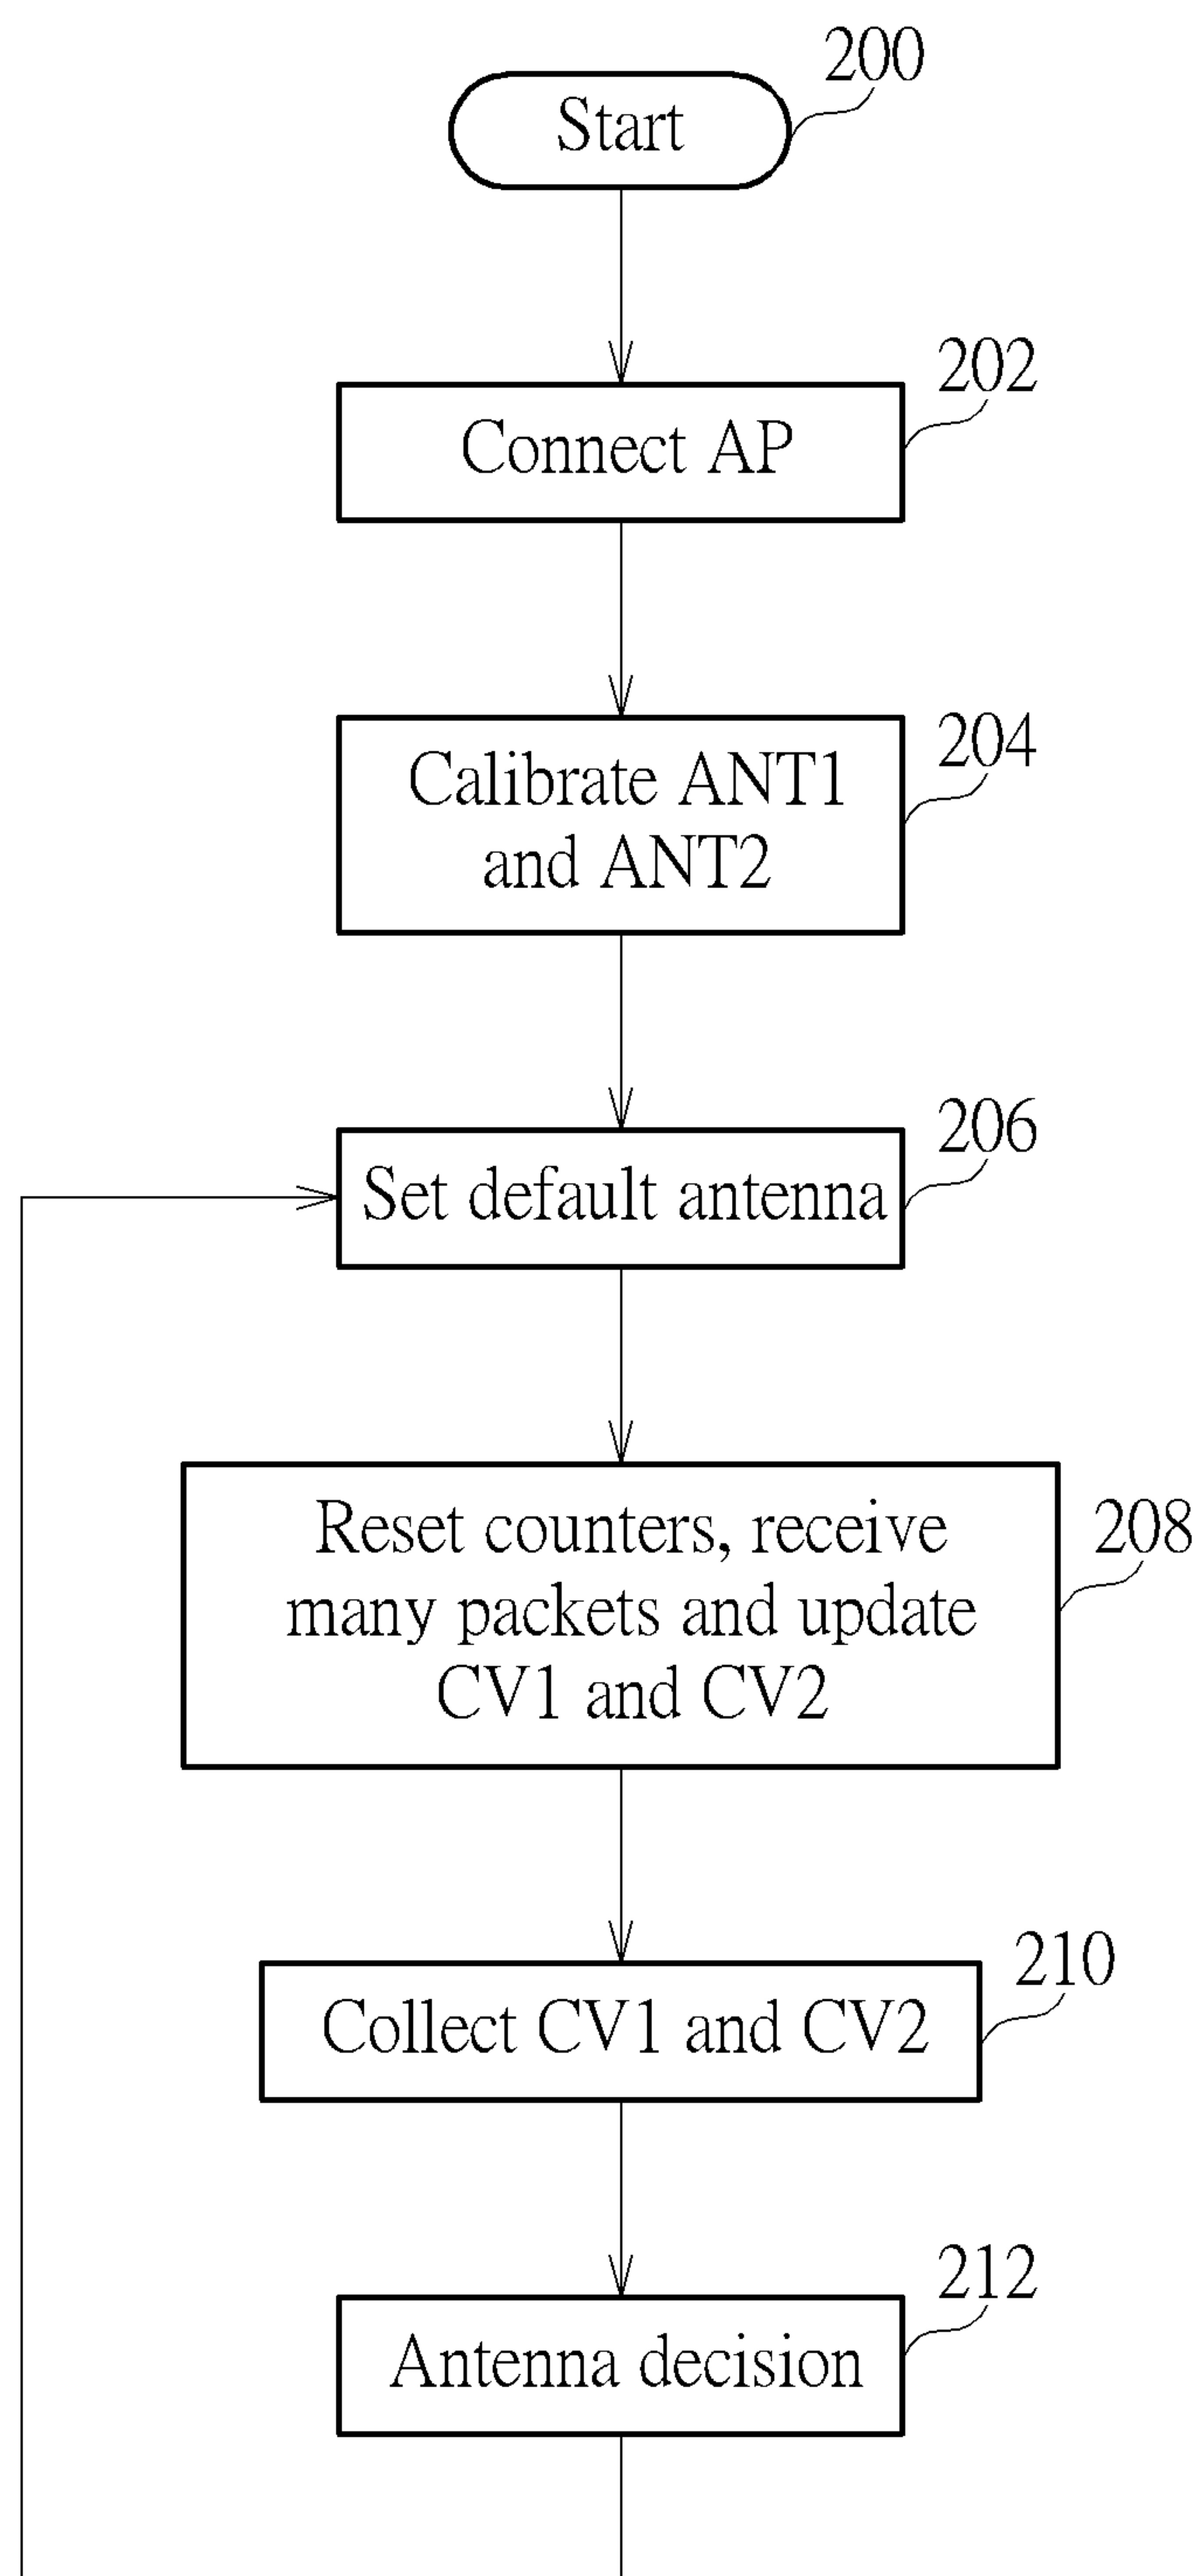 200
Start
202
Connect AP
204
Calibrate ANT1
and ANT2
206
Set default antenna
208
Reset counters, receive
many packets and update
CV1 and CV2
210
Collect CV1 and CV2
212
Antenna decision